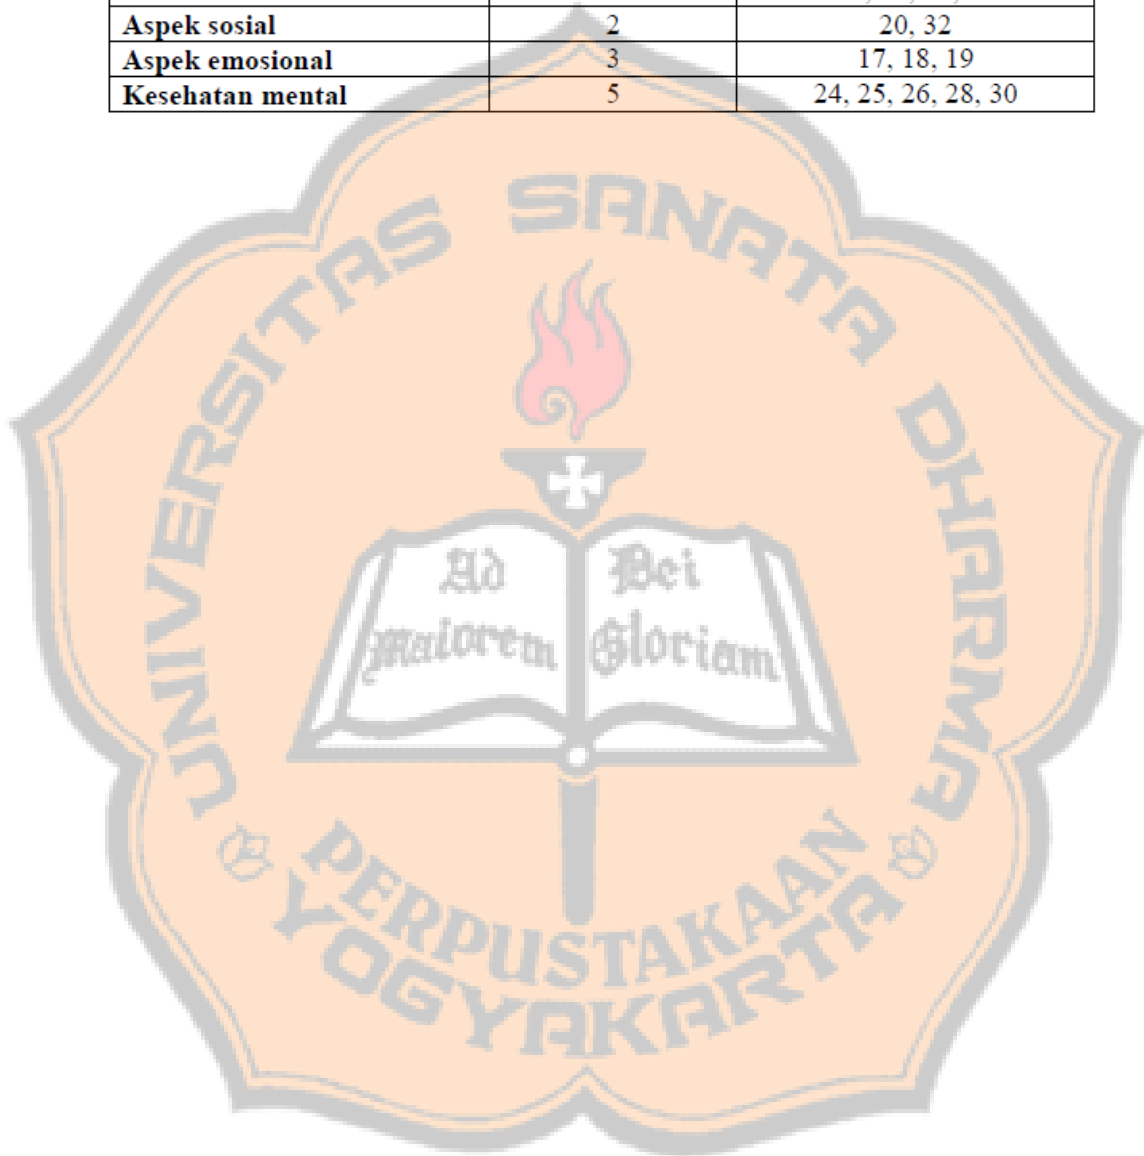 Aspek sosial 2 20, 32
Aspek emosional 3 17, 18, 19
Kesehatan mental 5 24, 25, 26, 28, 30
UNIVERSITAS SANATA DHARMA
Ad Dei
maiorem Gloriam
PERPUSTAKAAN
YOGYAKARTA